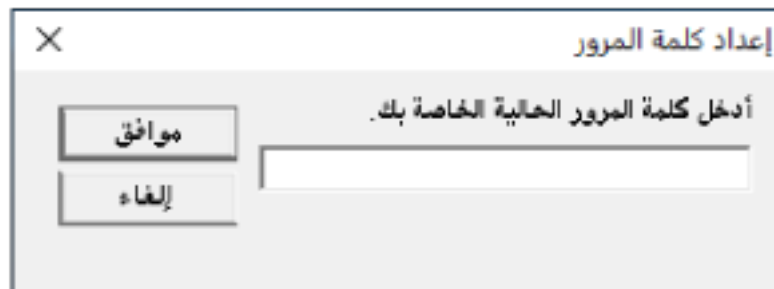 إعداد كلمة المرور
أدخل كلمة المرور الحالية الخاصة بك.
موافق
إلغاء